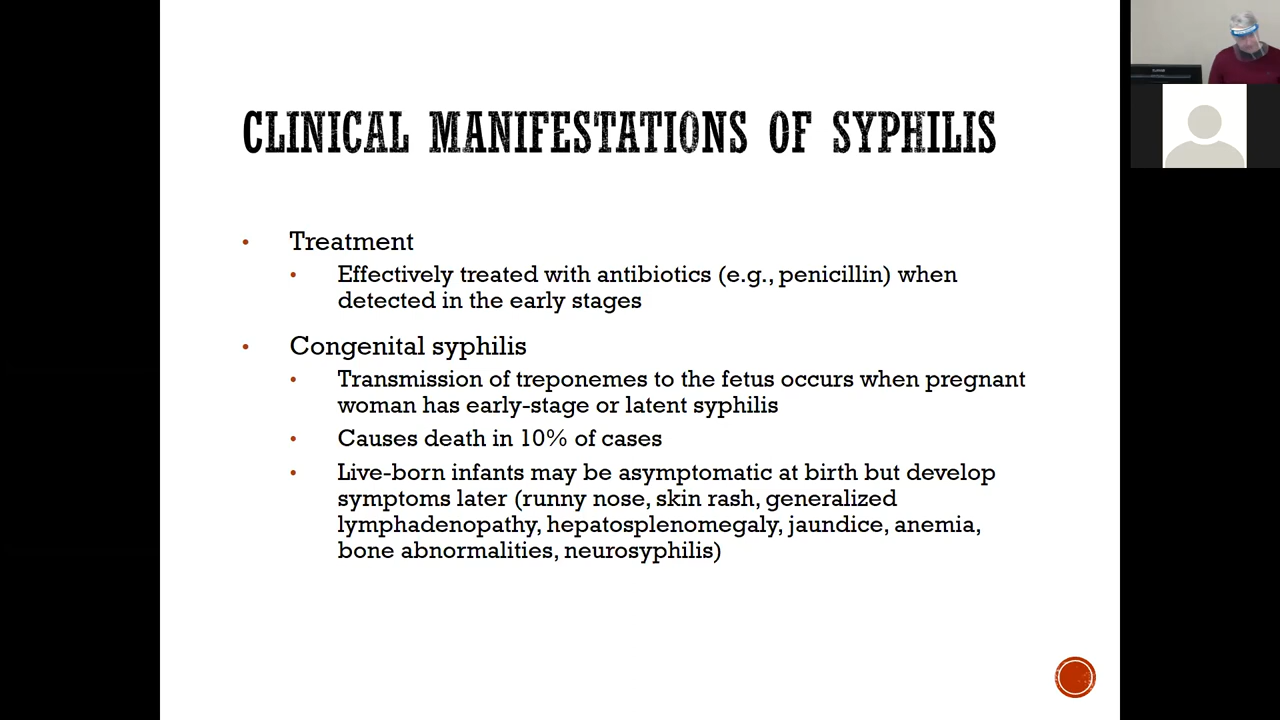 CLINICAL MANIFESTATIONS OF SYPHILIS
• Treatment
• Effectively treated with antibiotics (e.g., penicillin) when
detected in the early stages
• Congenital syphilis
• Transmission of treponemes to the fetus occurs when pregnant
woman has early-stage or latent syphilis
• Causes death in 10% of cases
• Live-born infants may be asymptomatic at birth but develop
symptoms later (runny nose, skin rash, generalized
lymphadenopathy, hepatosplenomegaly, jaundice, anemia,
bone abnormalities, neurosyphilis)